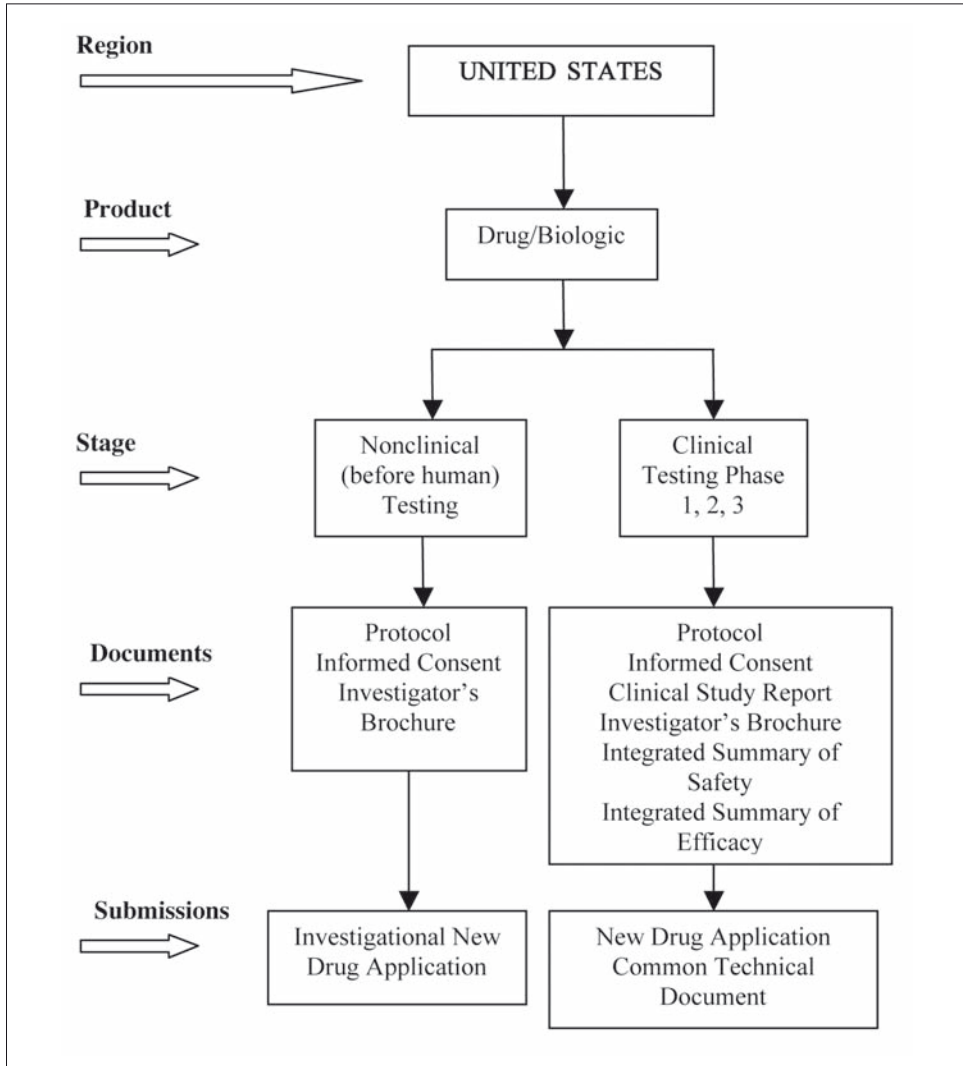 Region
UNITED STATES
Product
Drug/Biologic
Stage
Nonclinical
(before human)
Testing
Clinical
Testing Phase
1, 2, 3
Documents
Protocol
Informed Consent
Investigator's
Brochure
Protocol
Informed Consent
Clinical Study Report
Investigator's Brochure
Integrated Summary of
Safety
Integrated Summary of
Efficacy
Submissions
Investigational New
Drug Application
New Drug Application
Common Technical
Document